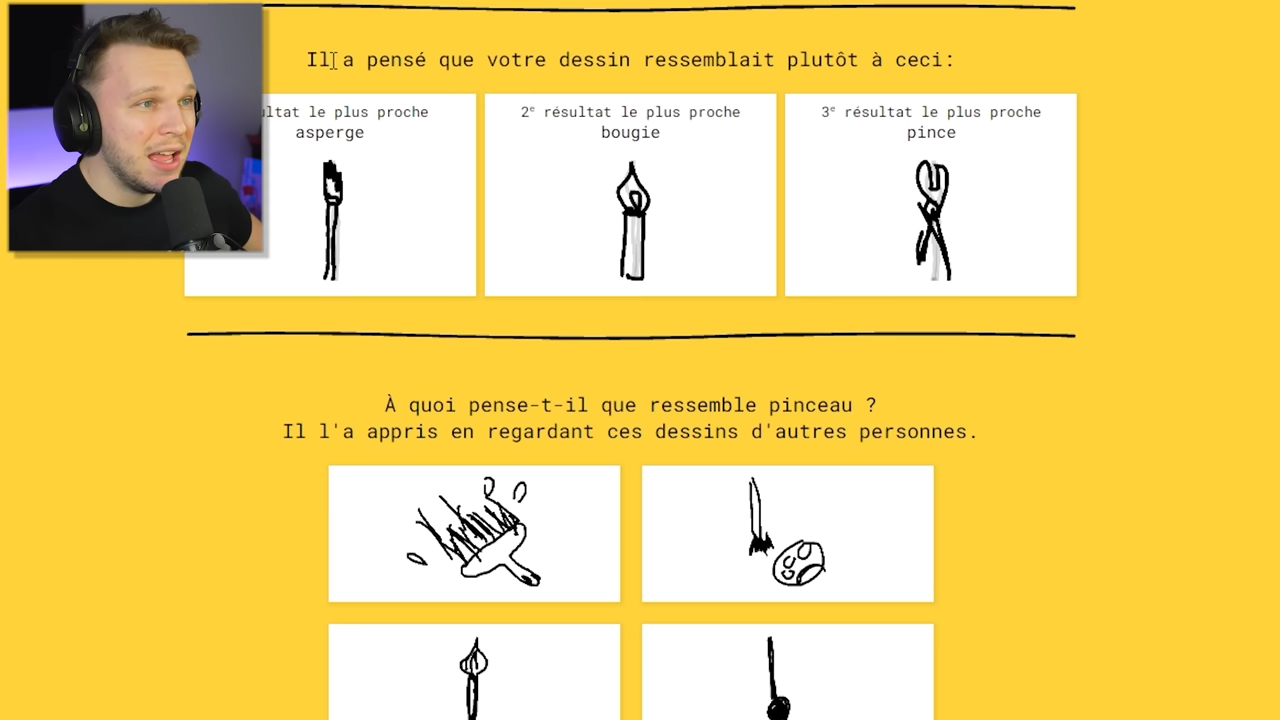 Il a pensé que votre dessin ressemblait plutôt à ceci:
le plus proche
asperge
2e résultat le plus proche
bougie
3e résultat le plus proche
pince
À quoi pense-t-il que ressemble pinceau ?
Il l'a appris en regardant ces dessins d'autres personnes.